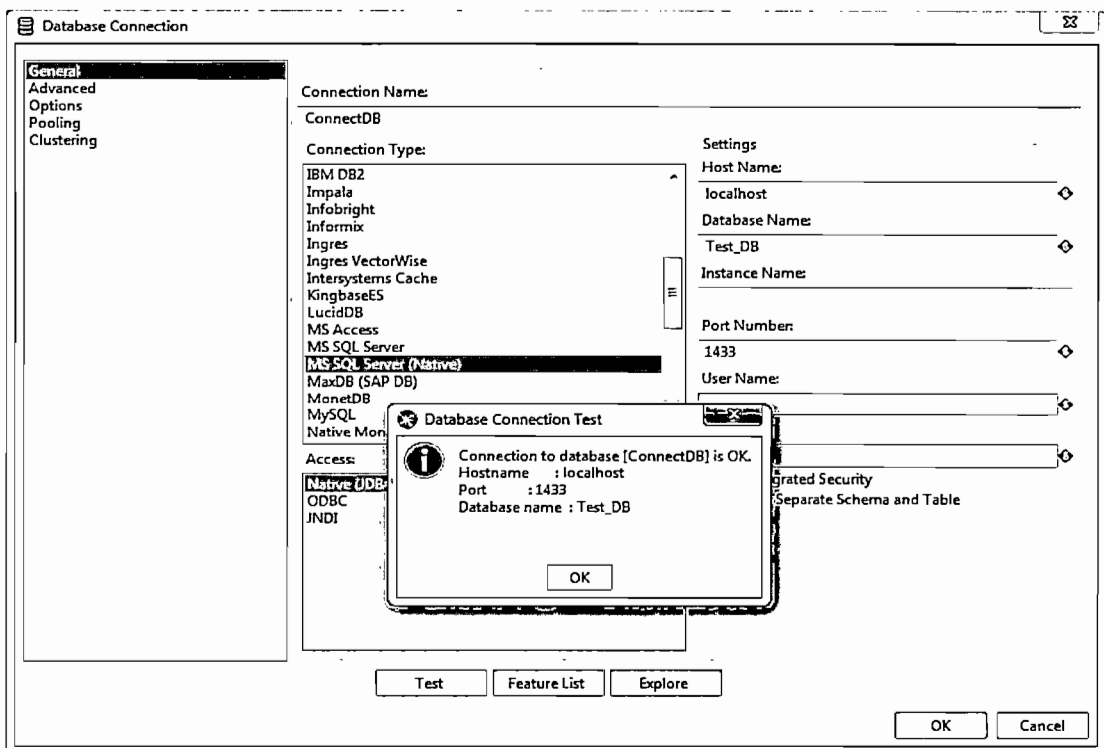 Database Connection
General
Advanced
Options
Pooling
Clustering
Connection Name:
ConnectDB
Connection Type:
IBM DB2
Impala
Infobright
Informix
Ingres
Ingres VectorWise
Intersystems Cache
KingbaseES
LucidDB
MS Access
MS SQL Server
MS SQL Server (Native)
MaxDB (SAP DB)
MonetDB
MySQL
Native Mon
Access:
Native (JDB
ODBC
JNDI
Settings
Host Name:
localhost
Database Name:
Test_DB
Instance Name:
Port Number:
1433
User Name:
grated Security
Separate Schema and Table
Database Connection Test
Connection to database [ConnectDB] is OK.
Hostname : localhost
Port : 1433
Database name : Test_DB
OK
Test
Feature List
Explore
OK
Cancel